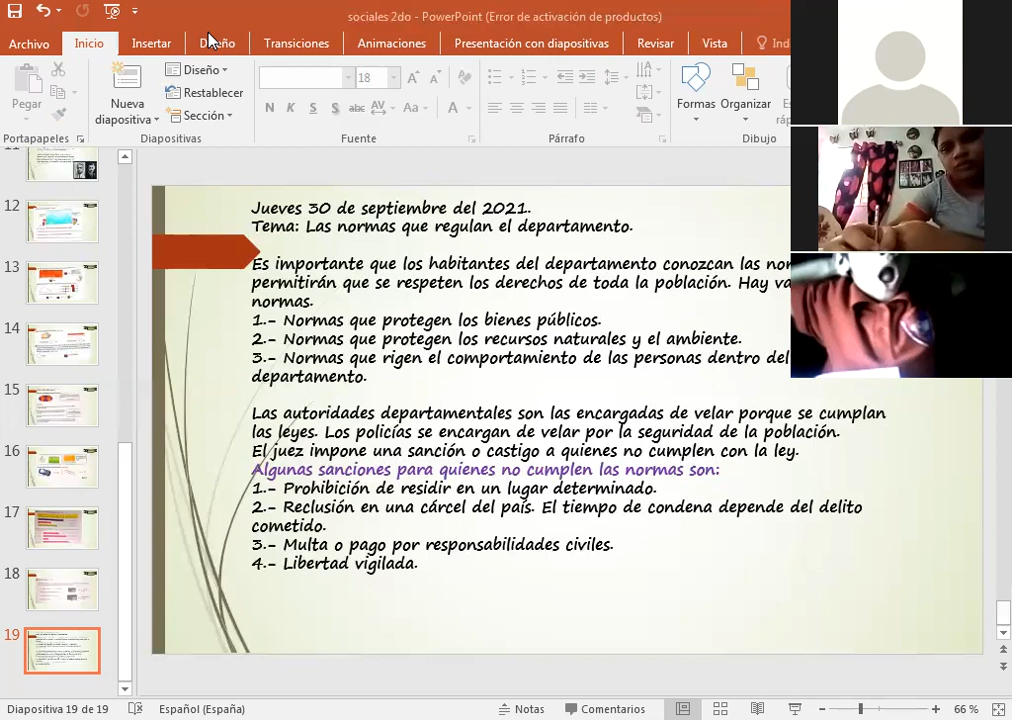 sociales 2do - PowerPoint (Error de activación de productos)
Archivo Inicio Insertar Diseño Transiciones Animaciones Presentación con diapositivas Revisar Vista Ind
Pegar
Nueva diapositiva
Diseño
Restablecer
Sección
18
N K S S abc AV Aa A
Formas Organizar
Portapapeles Diapositivas Fuente Párrafo Dibujo
Jueves 30 de septiembre del 2021.
Tema: Las normas que regulan el departamento.
Es importante que los habitantes del departamento conozcan las
permitirán que se respeten los derechos de toda la población. Hay
normas.
1.- Normas que protegen los bienes públicos.
2.- Normas que protegen los recursos naturales y el ambiente.
3.- Normas que rigen el comportamiento de las personas dentro del
departamento.
Las autoridades departamentales son las encargadas de velar porque se cumplan
las leyes. Los policías se encargan de velar por la seguridad de la población.
El juez impone una sanción o castigo a quienes no cumplen con la ley.
Algunas sanciones para quienes no cumplen las normas son:
1.- Prohibición de residir en un lugar determinado.
2.- Reclusión en una cárcel del país. El tiempo de condena depende del delito
cometido.
3.- Multa o pago por responsabilidades civiles.
4.- Libertad vigilada.
12
13
14
15
16
17
18
19
Diapositiva 19 de 19 Español (España) Notas Comentarios 66 %